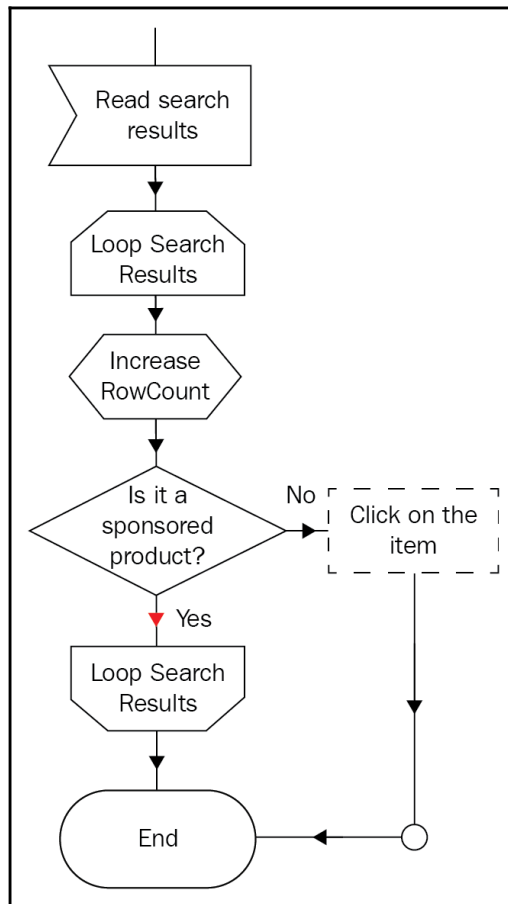 Read search
results
Loop Search
Results
Increase
RowCount
Is it a
sponsored
product?
No
Click on the
item
Yes
Loop Search
Results
End